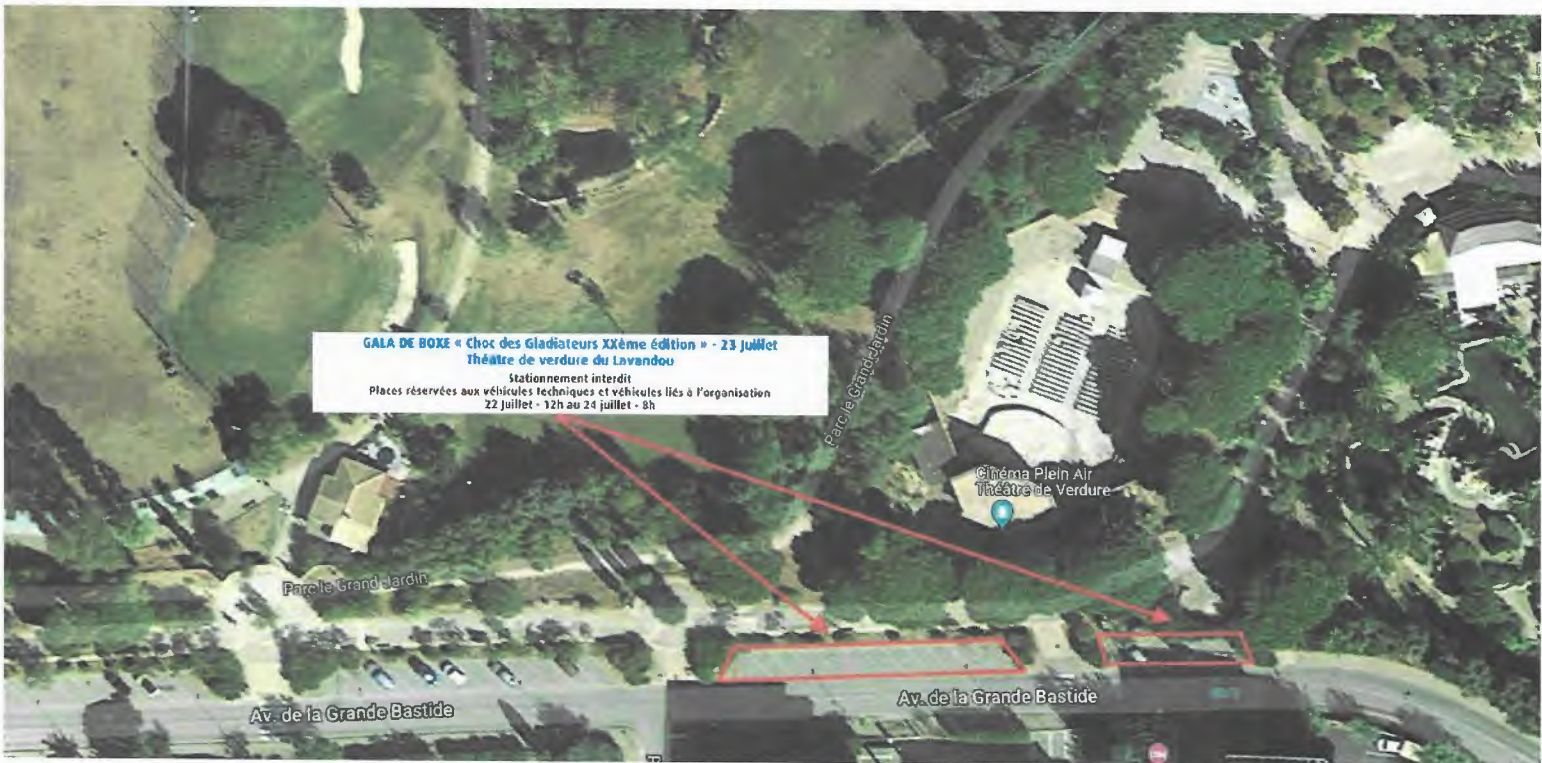 GALA DE BOXE « Choc des Gladiateurs XXème édition » - 23 Juillet
Théâtre de verdure du Lavandou
Stationnement interdit
Places réservées aux véhicules techniques et véhicules liés à l'organisation
22 Juillet - 12h au 24 juillet - 8h
Parc le Grand Jardin
Cinéma Plein Air
Théâtre de Verdure
Parc le Grand Jardin
Av. de la Grande Bastide
Av. de la Grande Bastide